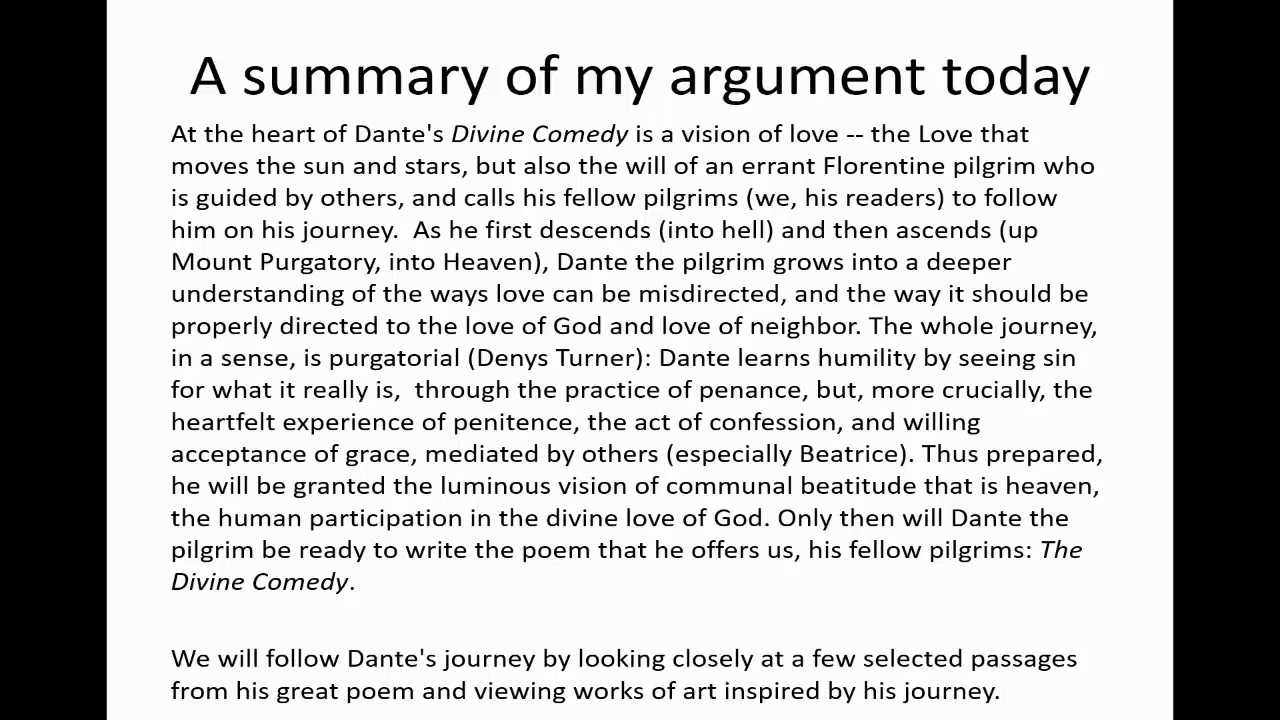 A summary of my argument today
At the heart of Dante's Divine Comedy is a vision of love -- the Love that
moves the sun and stars, but also the will of an errant Florentine pilgrim who
is guided by others, and calls his fellow pilgrims (we, his readers) to follow
him on his journey.  As he first descends (into hell) and then ascends (up
Mount Purgatory, into Heaven), Dante the pilgrim grows into a deeper
understanding of the ways love can be misdirected, and the way it should be
properly directed to the love of God and love of neighbor. The whole journey,
in a sense, is purgatorial (Denys Turner): Dante learns humility by seeing sin
for what it really is,  through the practice of penance, but, more crucially, the
heartfelt experience of penitence, the act of confession, and willing
acceptance of grace, mediated by others (especially Beatrice). Thus prepared,
he will be granted the luminous vision of communal beatitude that is heaven,
the human participation in the divine love of God. Only then will Dante the
pilgrim be ready to write the poem that he offers us, his fellow pilgrims: The
Divine Comedy.
We will follow Dante's journey by looking closely at a few selected passages
from his great poem and viewing works of art inspired by his journey.